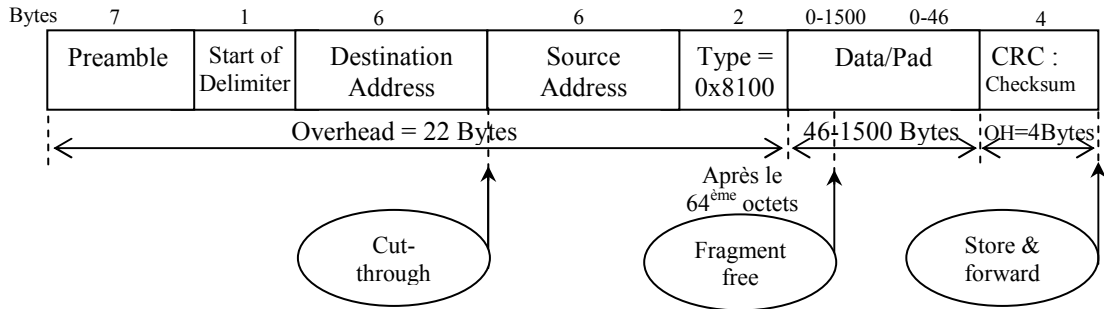 Bytes 7 1 6 6 2 0-1500 0-46 4
Preamble Start of Delimiter Destination Address Source Address Type = 0x8100 Data/Pad CRC : Checksum
Overhead = 22 Bytes 46-1500 Bytes OH=4Bytes
Après le
64ème octets
Cut-
through
Fragment
free
Store &
forward